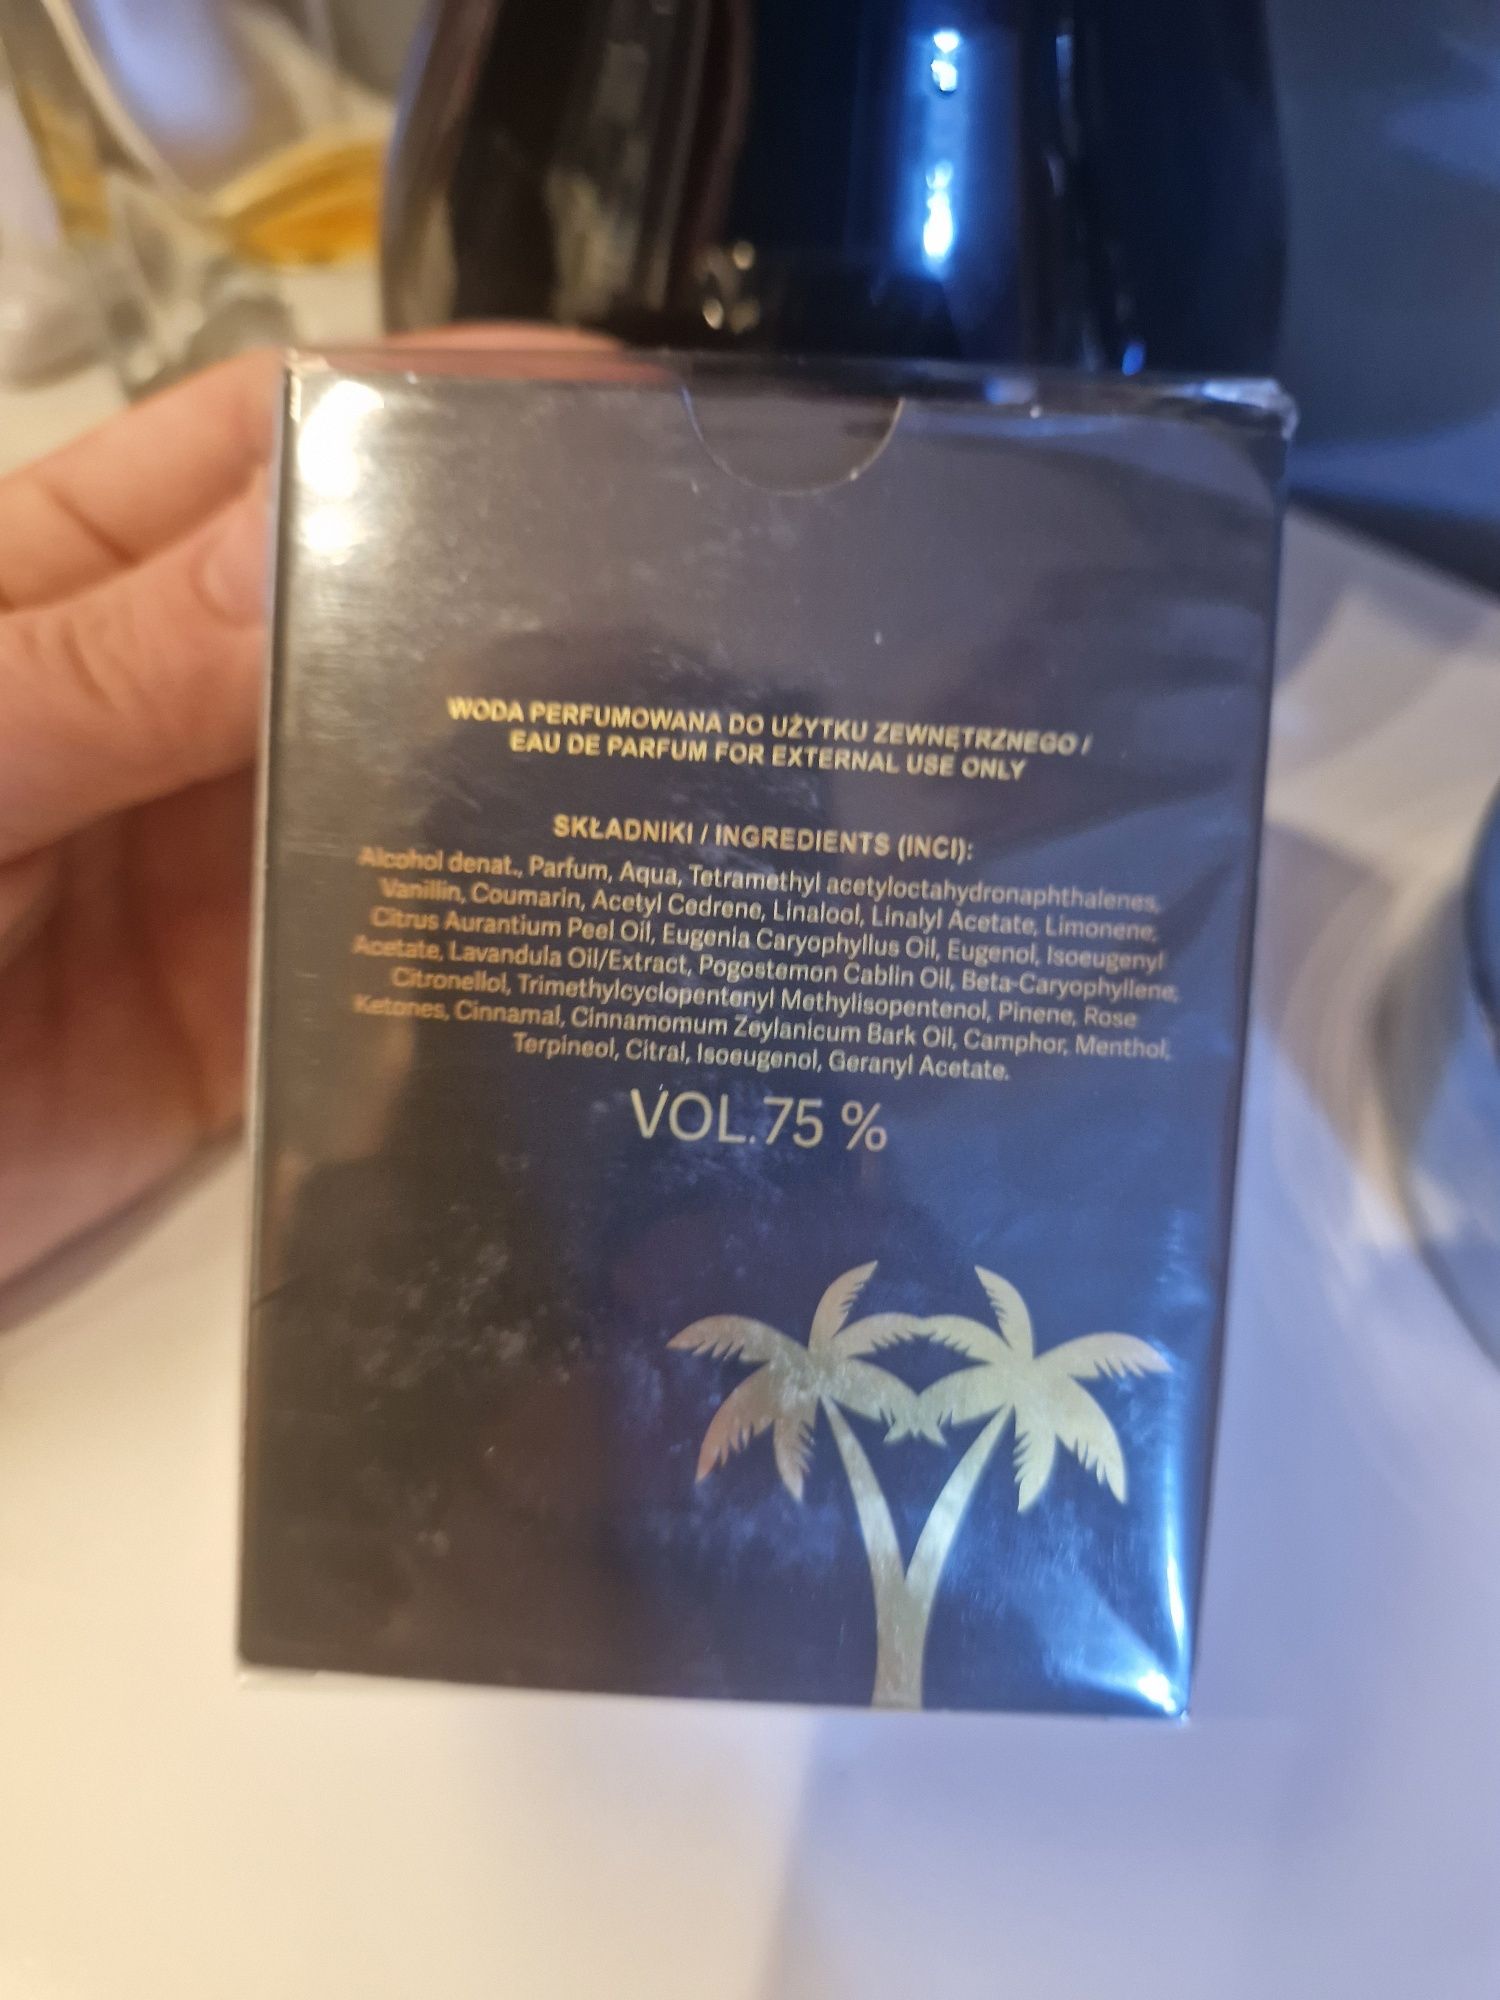 WODA PERFUMOWANA DO UŻYTKU ZEWNĘTRZNEGO /
EAU DE PARFUM FOR EXTERNAL USE ONLY
SKŁADNIKI / INGREDIENTS (INCI):
Alcohol denat., Parfum, Aqua, Tetramethyl acetyloctahydronaphthalenes,
Vanillin, Coumarin, Acetyl Cedrene, Linalool, Linalyl Acetate, Limonene,
Citrus Aurantium Peel Oil, Eugenia Caryophyllus Oil, Eugenol, Isoeugenyl
Acetate, Lavandula Oil/Extract, Pogostemon Cablin Oil, Beta-Caryophyllene,
Citronellol, Trimethylcyclopentenyl Methylisopentenol, Pinene, Rose
Ketones, Cinnamal, Cinnamomum Zeylanicum Bark Oil, Camphor, Menthol,
Terpineol, Citral, Isoeugenol, Geranyl Acetate.
VOL.75 %